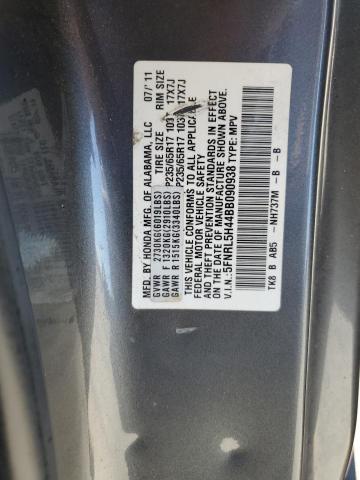 MFD. BY HONDA MFG. OF ALABAMA, LLC 07/'11
TIRE SIZE RIM SIZE
GVWR 2730KG(6019LBS)
GAWR F 1320KG(2910LBS) P235/65R17 103T 17X7J
GAWR R 1515KG(3340LBS) P235/65R17 103T 17X7J
THIS VEHICLE CONFORMS TO ALL APPLICABLE
FEDERAL MOTOR VEHICLE SAFETY AND
THEFT PREVENTION STANDARDS IN EFFECT
ON THE DATE OF MANUFACTURE SHOWN ABOVE.
V.I.N.: 5FNRL5H44BB090938 TYPE: MPV
TK8 B AB5 -NH737M -B -B